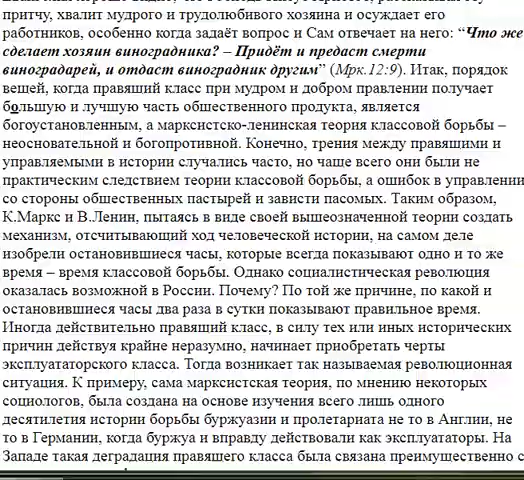 притчу, хвалит мудрого и трудолюбивого хозяина и осуждает его
работников, особенно когда задаёт вопрос и Сам отвечает на него: “Что же
сделает хозяин виноградника? – Придёт и предаст смерти
виноградарей, и отдаст виноградник другим” (Мрк.12:9). Итак, порядок
вещей, когда правящий класс при мудром и добром правлении получает
большую и лучшую часть общественного продукта, является
богоустановленным, а марксистско-ленинская теория классовой борьбы –
неосновательной и богопротивной. Конечно, трения между правящими и
управляемыми в истории случались часто, но чаще всего они были не
практическим следствием теории классовой борьбы, а ошибок в управлении
со стороны общественных пастырей и зависти пасомых. Таким образом,
К.Маркс и В.Ленин, пытаясь в виде своей вышеозначенной теории создать
механизм, отсчитывающий ход человеческой истории, на самом деле
изобрели остановившиеся часы, которые всегда показывают одно и то же
время – время классовой борьбы. Однако социалистическая революция
оказалась возможной в России. Почему? По той же причине, по какой и
остановившиеся часы два раза в сутки показывают правильное время.
Иногда действительно правящий класс, в силу тех или иных исторических
причин действуя крайне неразумно, начинает приобретать черты
эксплуататорского класса. Тогда возникает так называемая революционная
ситуация. К примеру, сама марксистская теория, по мнению некоторых
социологов, была создана на основе изучения всего лишь одного
десятилетия истории борьбы буржуазии и пролетариата не то в Англии, не
то в Германии, когда буржуа и вправду действовали как эксплуататоры. На
Западе такая деградация правящего класса была связана преимущественно с